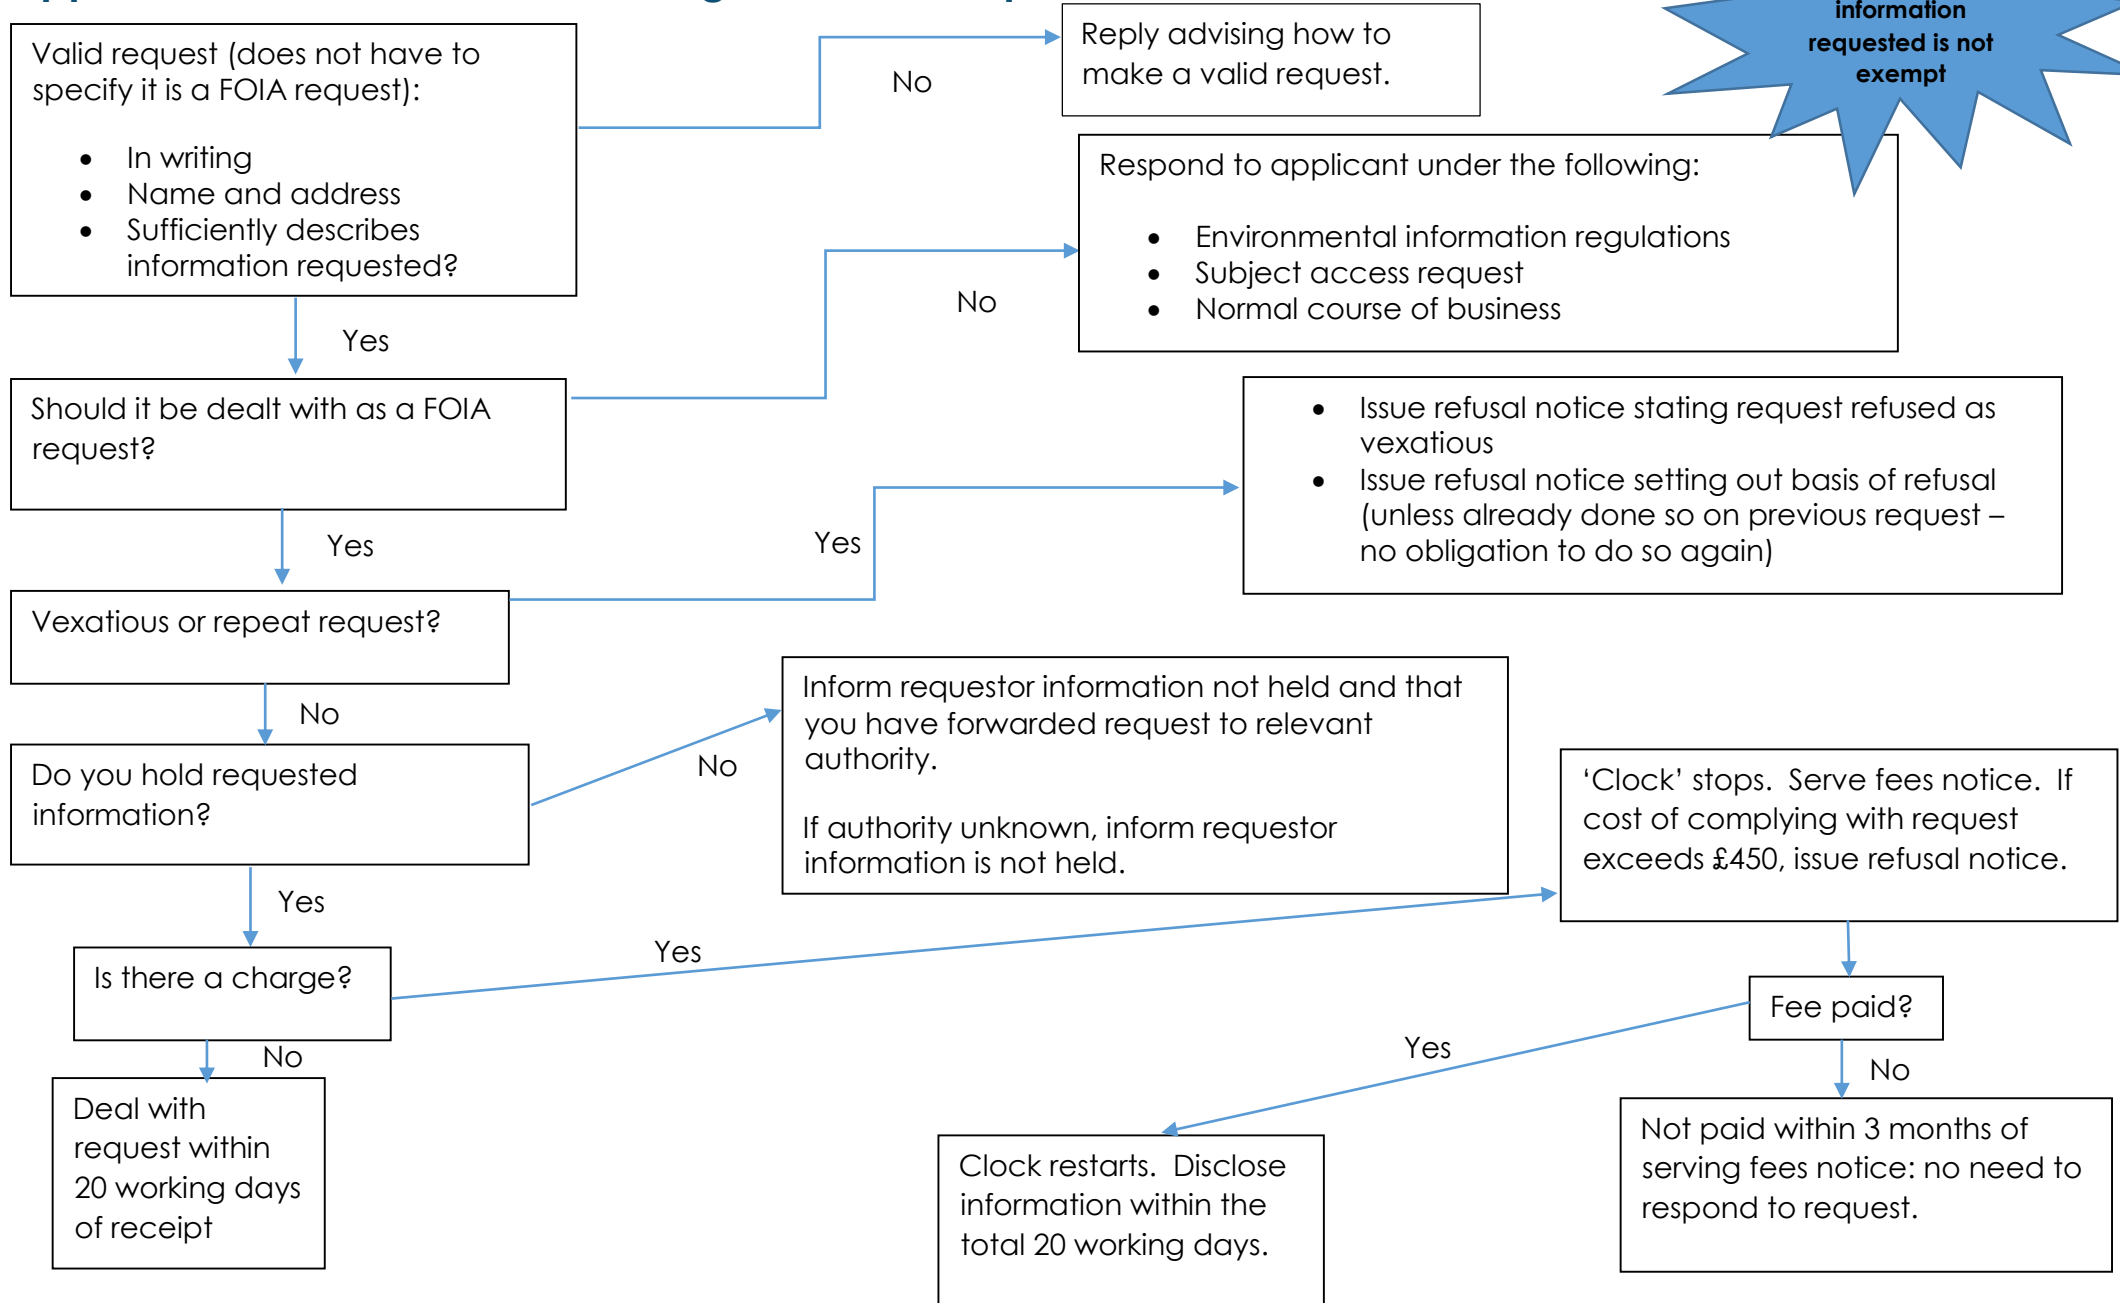 Valid request (does not have to
specify it is a FOIA request):
• In writing
• Name and address
• Sufficiently describes
information requested?
No
Reply advising how to
make a valid request.
information
requested is not
exempt
Yes
Should it be dealt with as a FOIA
request?
No
Respond to applicant under the following:
• Environmental information regulations
• Subject access request
• Normal course of business
Yes
Vexatious or repeat request?
Yes
• Issue refusal notice stating request refused as
vexatious
• Issue refusal notice setting out basis of refusal
(unless already done so on previous request –
no obligation to do so again)
No
Do you hold requested
information?
No
Inform requestor information not held and that
you have forwarded request to relevant
authority.
If authority unknown, inform requestor
information is not held.
Yes
Is there a charge?
Yes
‘Clock’ stops.  Serve fees notice.  If
cost of complying with request
exceeds £450, issue refusal notice.
No
Deal with
request within
20 working days
of receipt
Fee paid?
Yes
Clock restarts.  Disclose
information within the
total 20 working days.
No
Not paid within 3 months of
serving fees notice: no need to
respond to request.